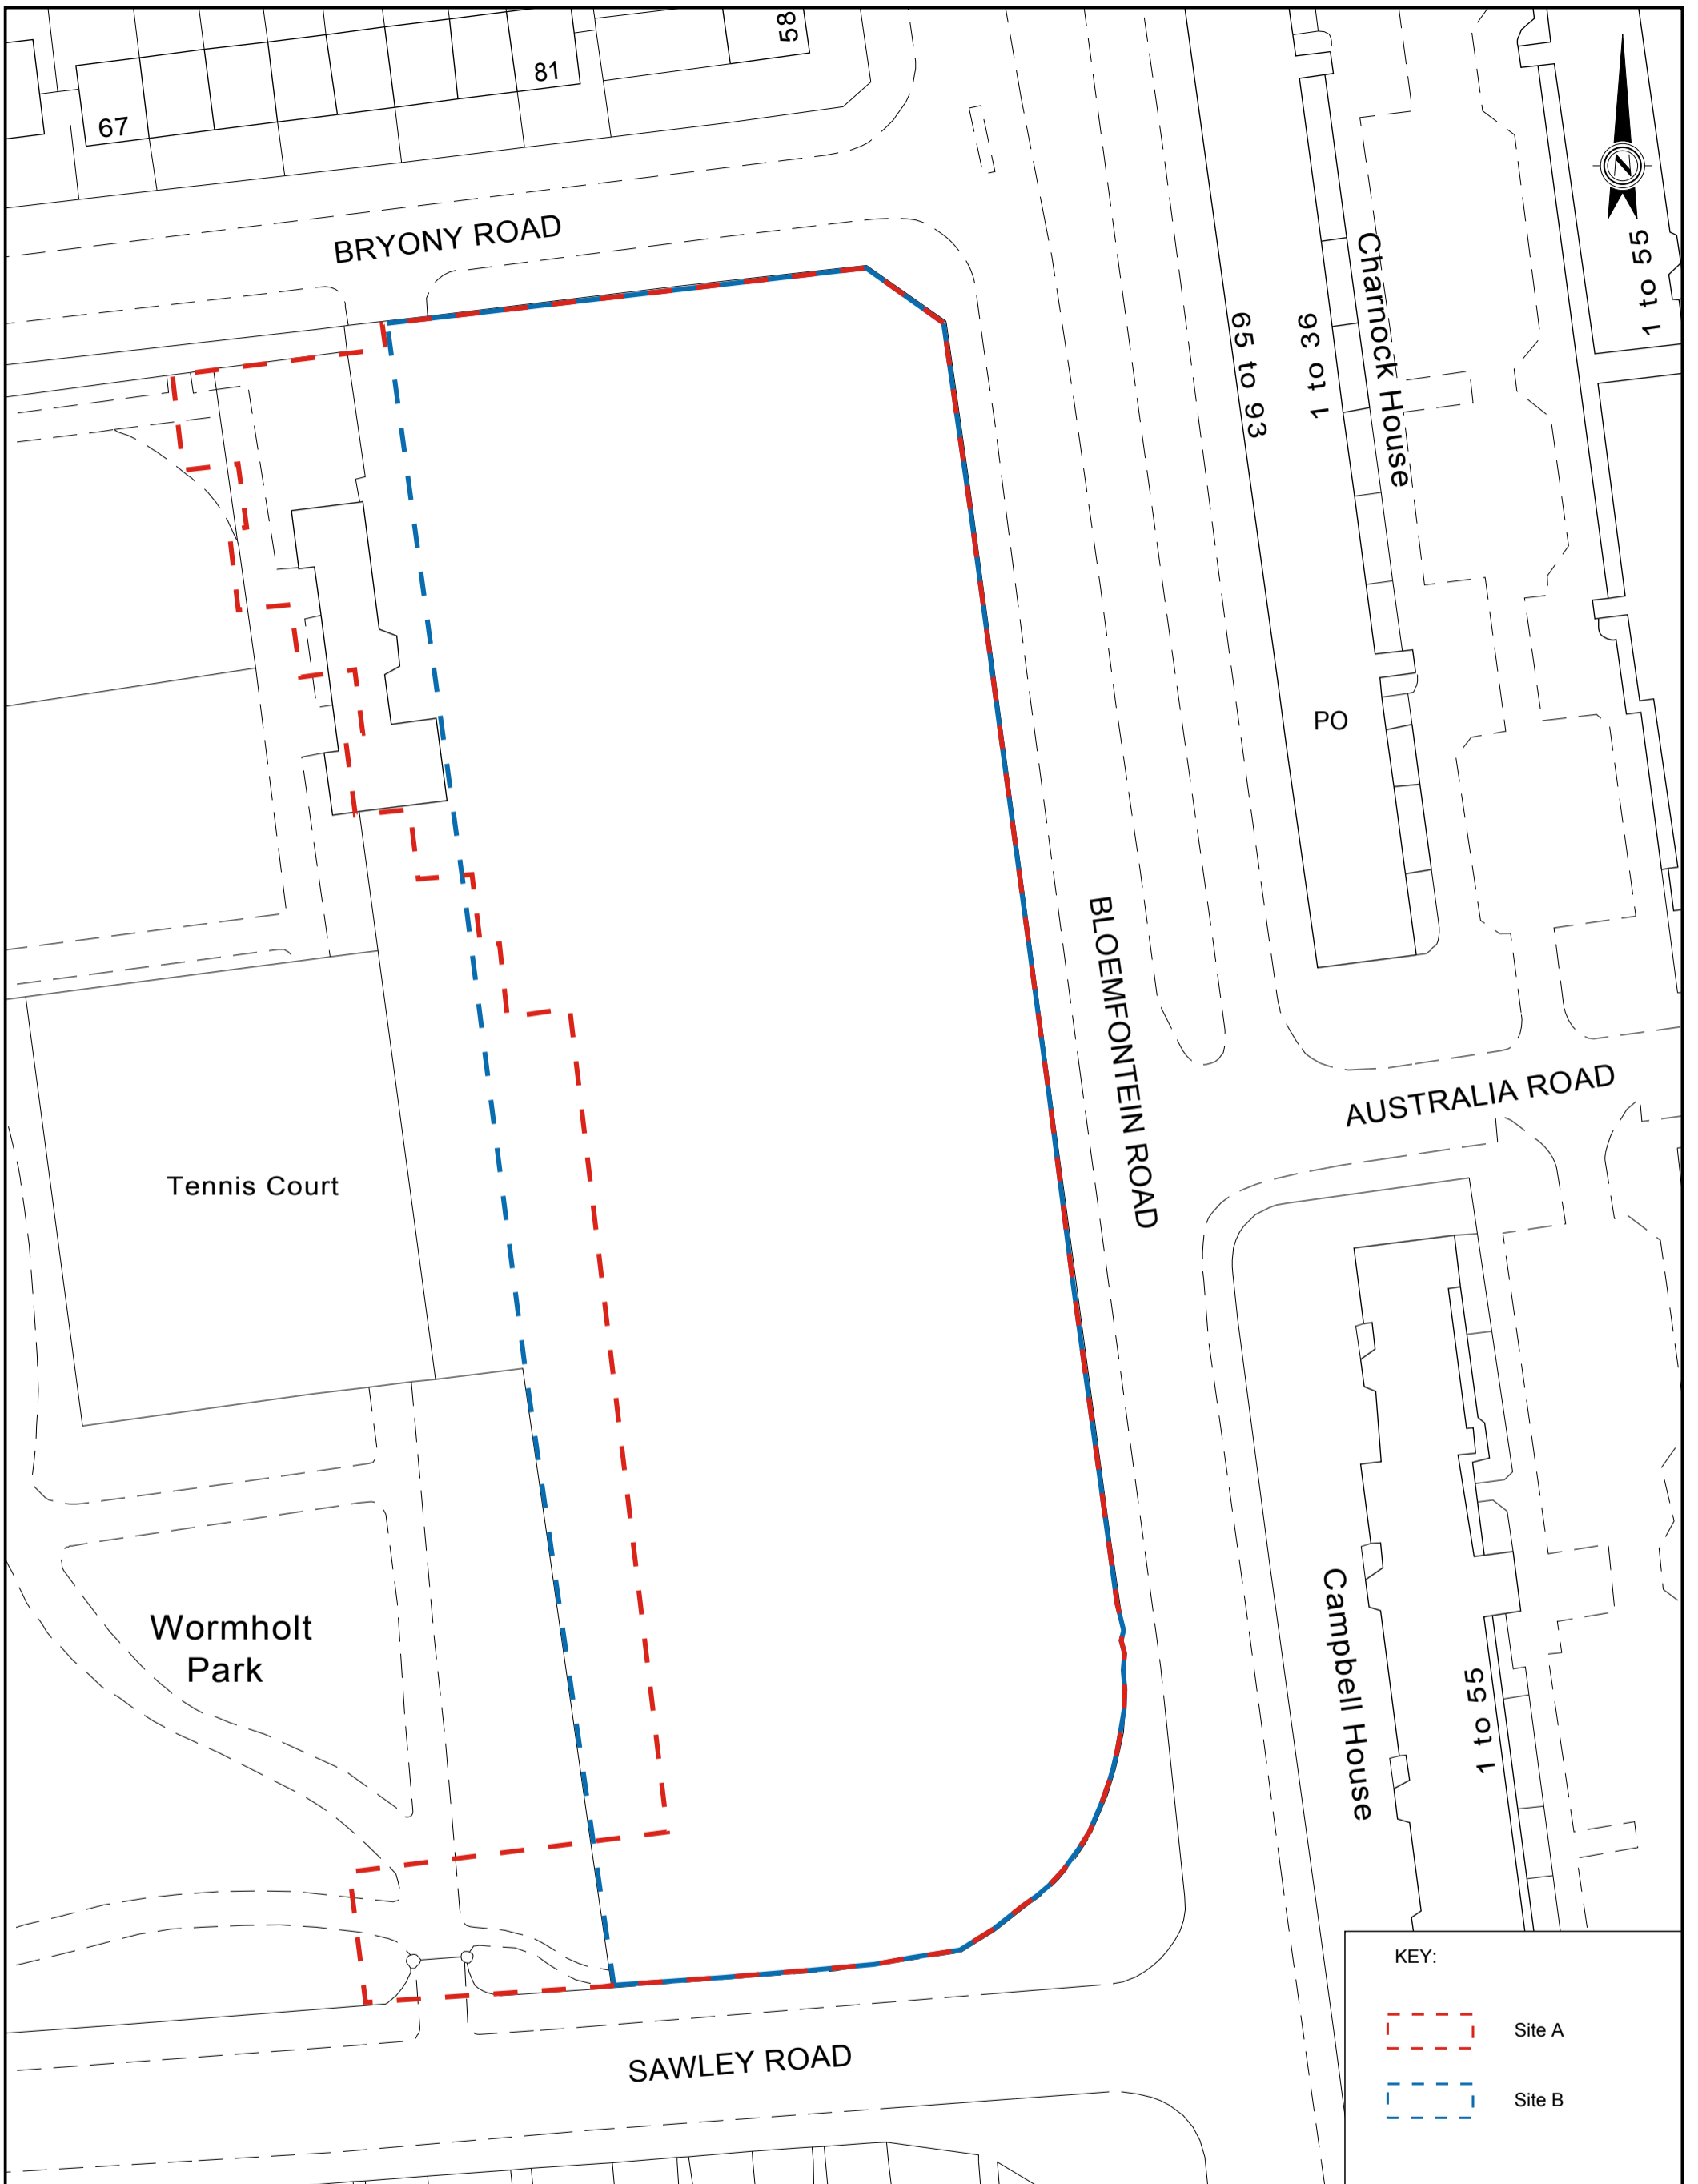 58
81
67
BRYONY ROAD
N
1 to 55
Charnock House
1 to 36
65 to 93
PO
BLOEMFONTEIN ROAD
AUSTRALIA ROAD
Tennis Court
Wormholt
Park
Campbell House
1 to 55
KEY:
Site A
Site B
SAWLEY ROAD